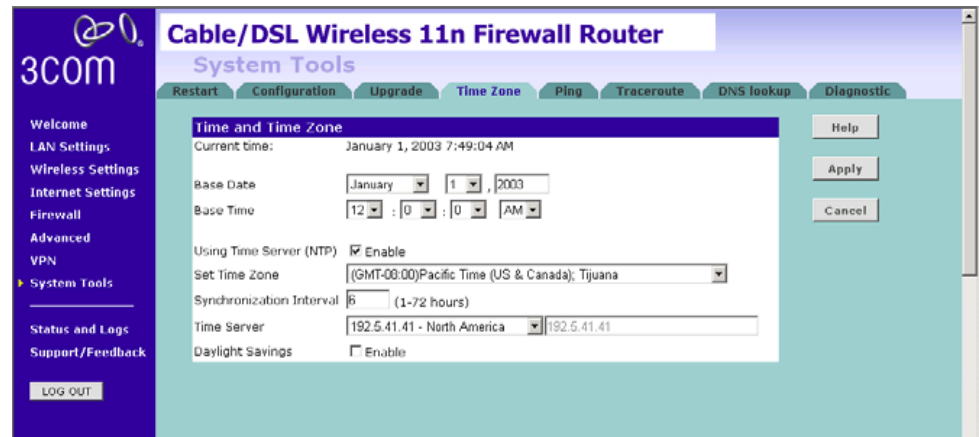 3COM
Cable/DSL Wireless 11n Firewall Router
System Tools
Restart Configuration Upgrade Time Zone Ping Traceroute DNS lookup Diagnostic
Welcome
LAN Settings
Wireless Settings
Internet Settings
Firewall
Advanced
VPN
System Tools
Status and Logs
Support/Feedback
LOG OUT
Time and Time Zone
Current time: January 1, 2003 7:49:04 AM
Base Date January 1 , 2003
Base Time 12 : 0 : 0 AM
Using Time Server (NTP) Enable
Set Time Zone (GMT-08:00)Pacific Time (US & Canada); Tijuana
Synchronization Interval 6 (1-72 hours)
Time Server 192.5.41.41 - North America 192.5.41.41
Daylight Savings Enable
Help
Apply
Cancel